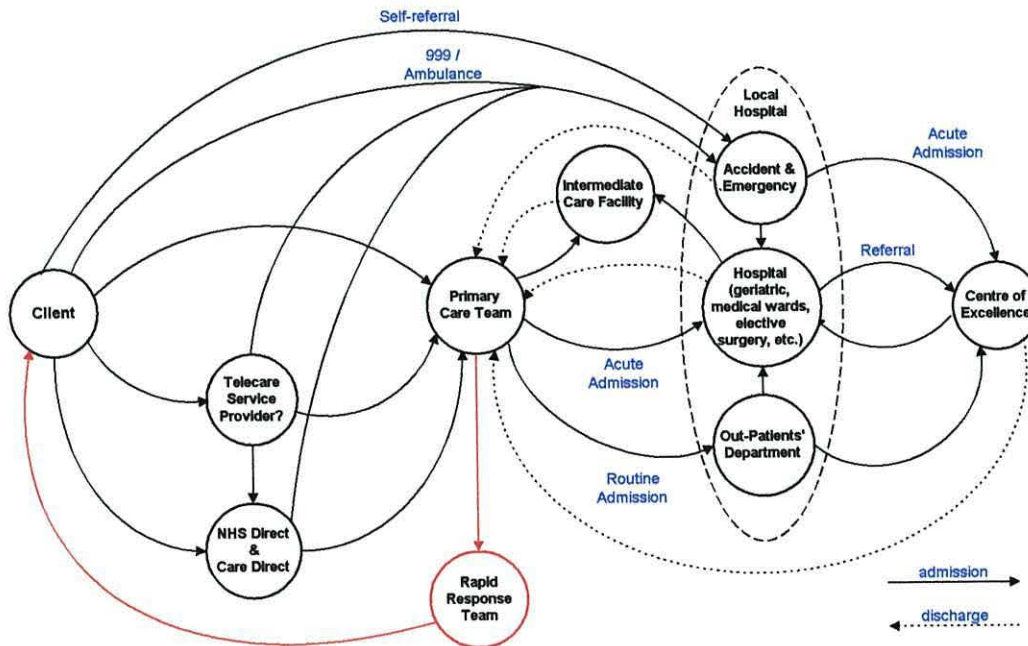 Self-referral
999 /
Ambulance
Local
Hospital
Acute
Admission
Accident &
Emergency
Intermediate
Care Facility
Referral
Client
Primary
Care Team
Hospital
(geriatric,
medical wards,
elective
surgery, etc.)
Centre of
Excellence
Acute
Admission
Telecare
Service
Provider?
Out-Patients'
Department
Routine
Admission
NHS Direct
&
Care Direct
Rapid
Response
Team
admission
discharge